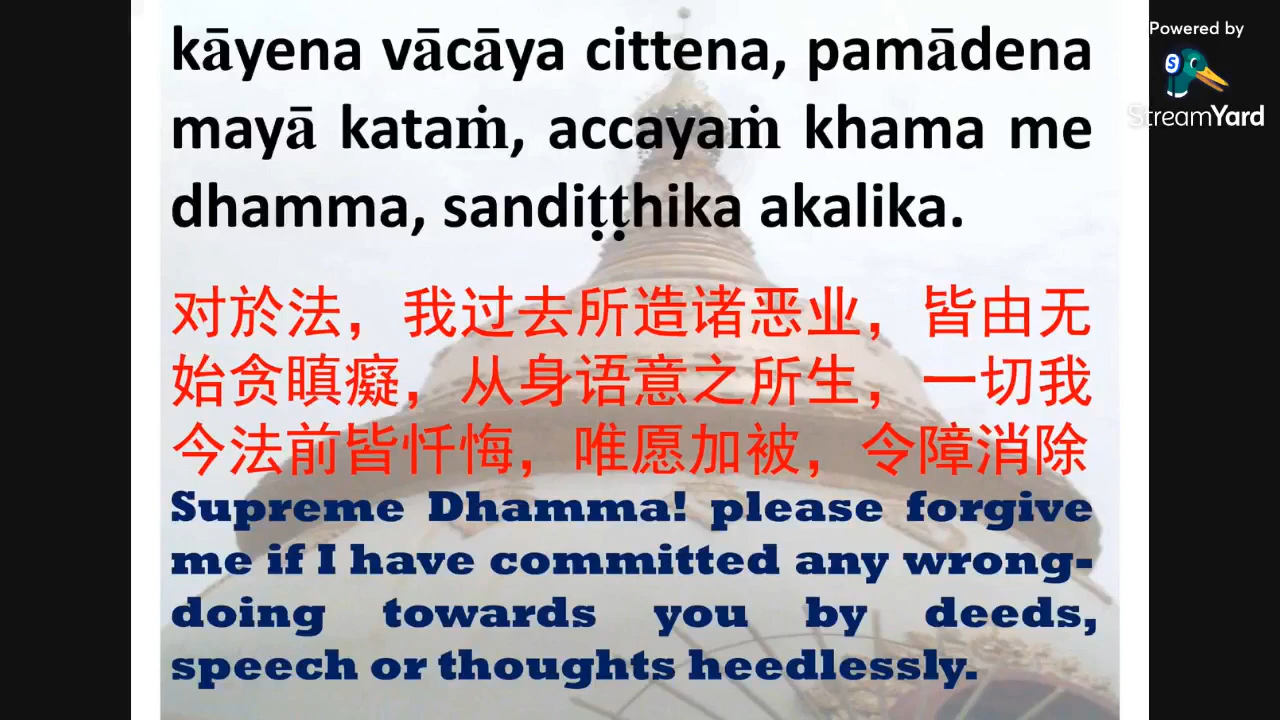 kāyena vācāya cittena, pamādena
mayā kataṁ, accayaṁ khama me
dhamma, sandiṭṭhika akalika.
对於法，我过去所造诸恶业，皆由无
始贪瞋癡，从身语意之所生，一切我
今法前皆忏悔，唯愿加被，令障消除
Supreme Dhamma! please forgive
me if I have committed any wrong-
doing towards you by deeds,
speech or thoughts heedlessly.
Powered by
StreamYard